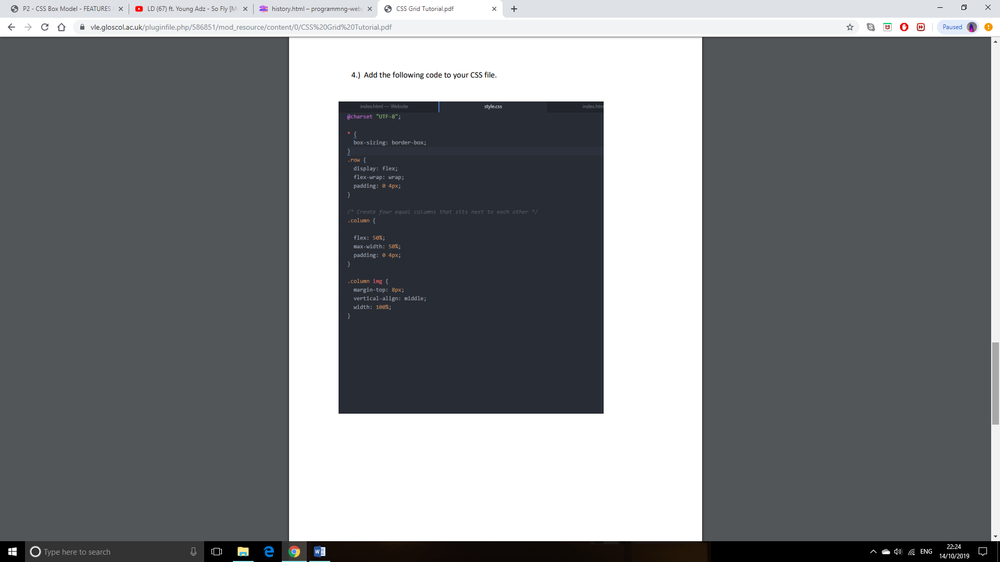 P2 - CSS Box Model - FEATURES
LD (67) ft. Young Adz - So Fly [M
history.html – programmng-web
CSS Grid Tutorial.pdf
vle.gloscol.ac.uk/pluginfile.php/586851/mod_resource/content/0/CSS%20Grid%20Tutorial.pdf
Paused
4.) Add the following code to your CSS file.
index.html — Website
style.css
index.htm
@charset "UTF-8";
* {
box-sizing: border-box;
}
.row {
display: flex;
flex-wrap: wrap;
padding: 0 4px;
}
/* Create four equal columns that sits next to each other */
.column {
flex: 50%;
max-width: 50%;
padding: 0 4px;
}
.column img {
margin-top: 8px;
vertical-align: middle;
width: 100%;
}
Type here to search
ENG
22:24
14/10/2019